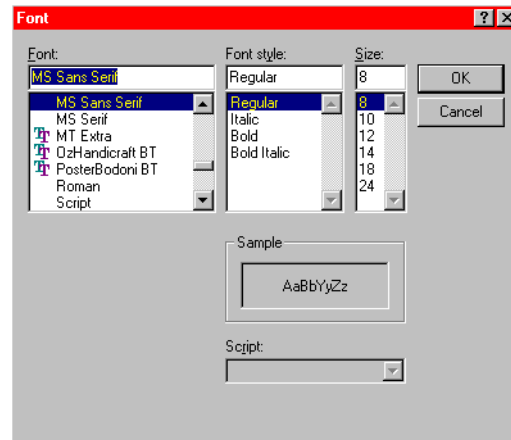 Font
Font:
Font style:
Size:
MS Sans Serif
Regular
8
OK
Cancel
MS Sans Serif
MS Serif
MT Extra
OzHandicraft BT
PosterBodoni BT
Roman
Script
Regular
Italic
Bold
Bold Italic
8
10
12
14
18
24
Sample
AaBbYyZz
Script: